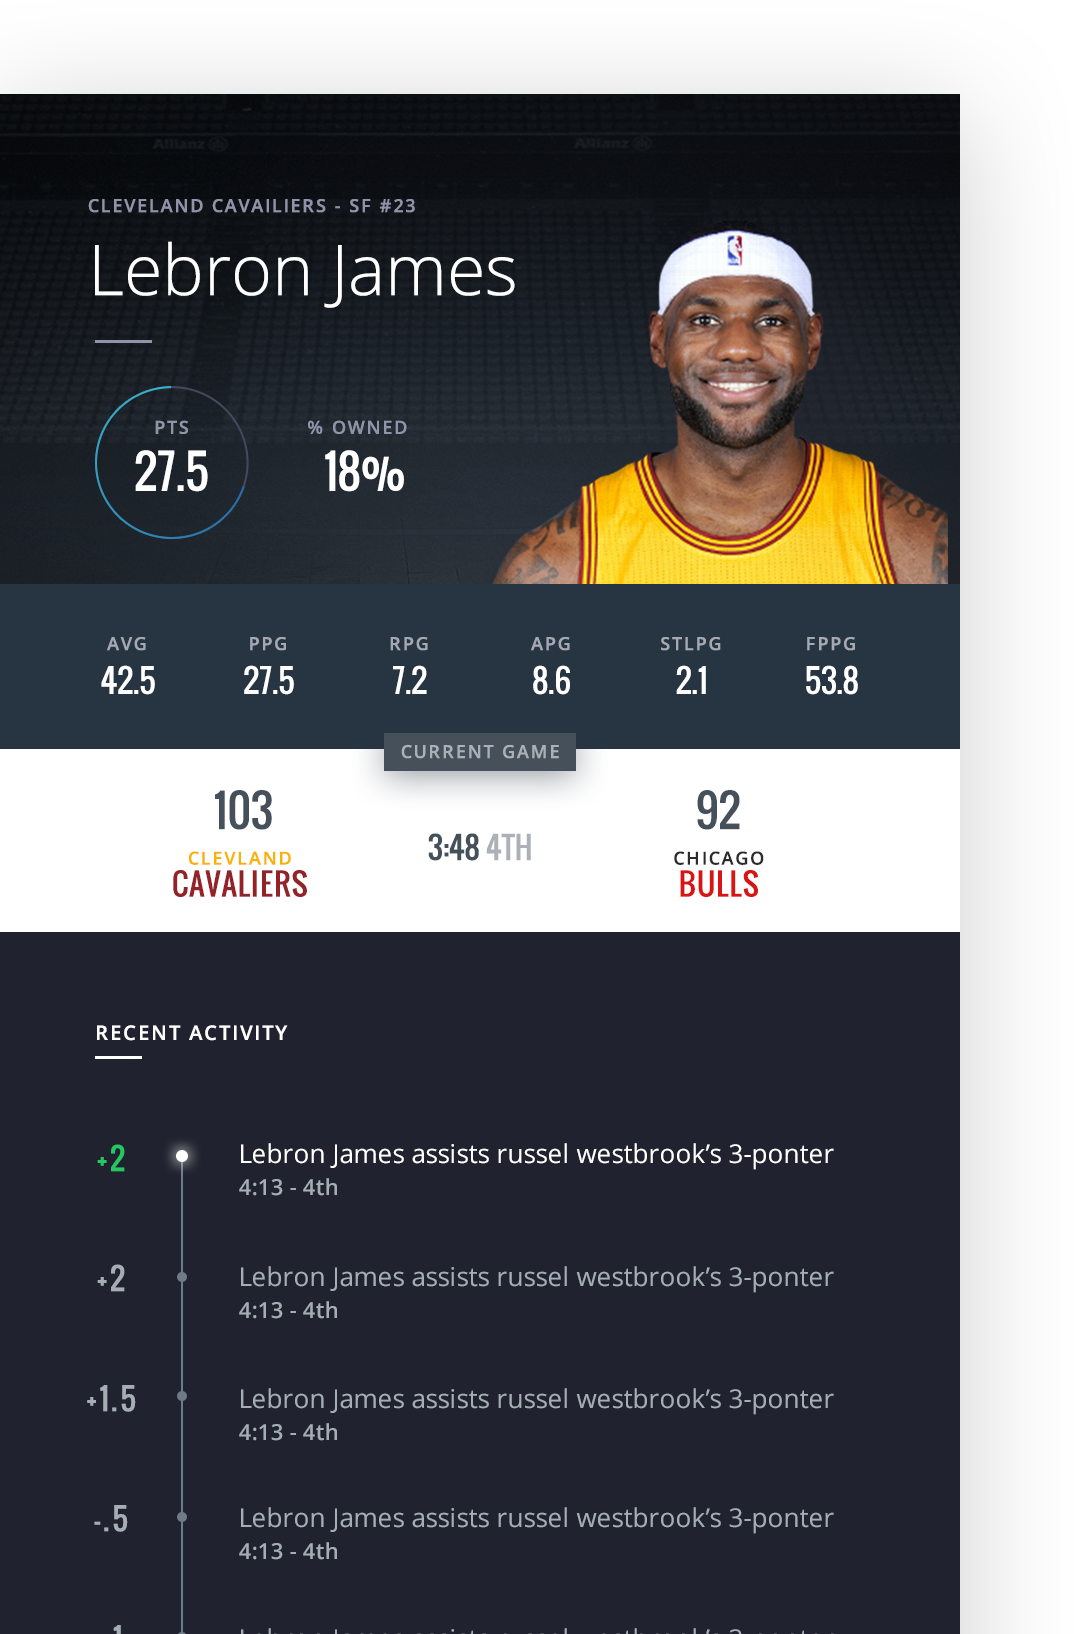 Allianz Allianz
CLEVELAND CAVAILIERS - SF #23
Lebron James
PTS
27.5
% OWNED
18%
AVG PPG RPG APG STLPG FPPG
42.5 27.5 7.2 8.6 2.1 53.8
CURRENT GAME
103
CLEVLAND
CAVALIERS
3:48 4TH
92
CHICAGO
BULLS
RECENT ACTIVITY
+2 Lebron James assists russel westbrook’s 3-ponter
4:13 - 4th
+2 Lebron James assists russel westbrook’s 3-ponter
4:13 - 4th
+1.5 Lebron James assists russel westbrook’s 3-ponter
4:13 - 4th
-.5 Lebron James assists russel westbrook’s 3-ponter
4:13 - 4th